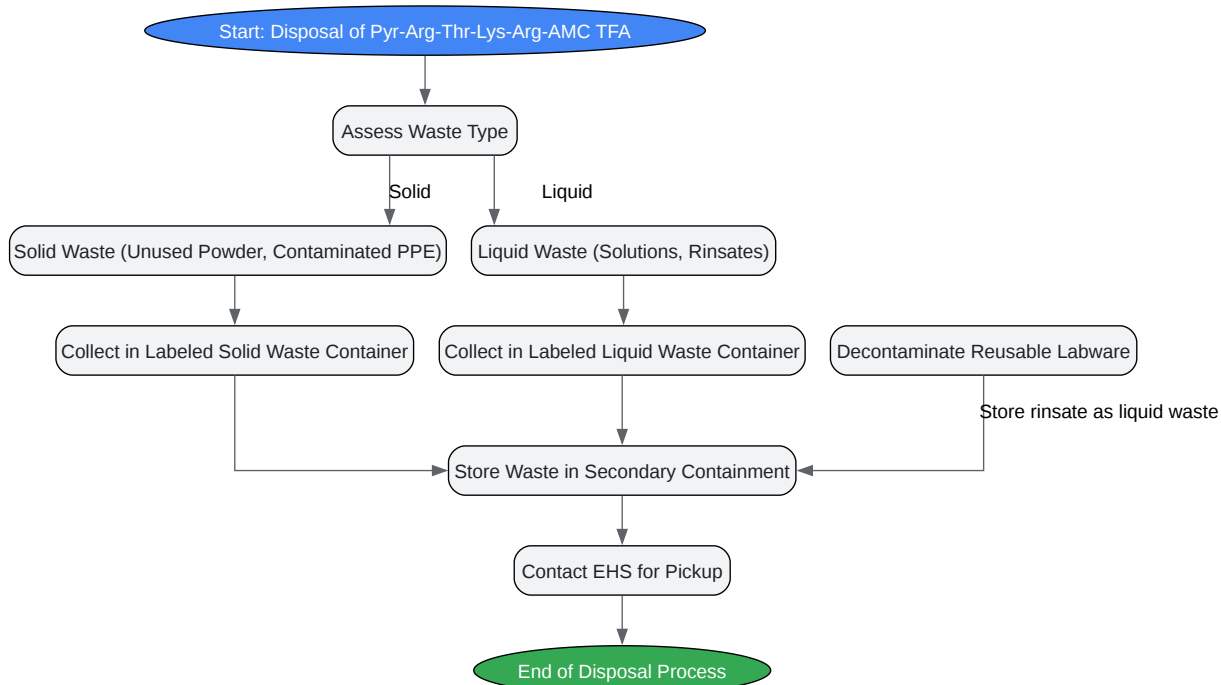 Start: Disposal of Pyr-Arg-Thr-Lys-Arg-AMC TFA
Assess Waste Type
Solid
Liquid
Solid Waste (Unused Powder, Contaminated PPE)
Liquid Waste (Solutions, Rinsates)
Collect in Labeled Solid Waste Container
Collect in Labeled Liquid Waste Container
Decontaminate Reusable Labware
Store rinsate as liquid waste
Store Waste in Secondary Containment
Contact EHS for Pickup
End of Disposal Process